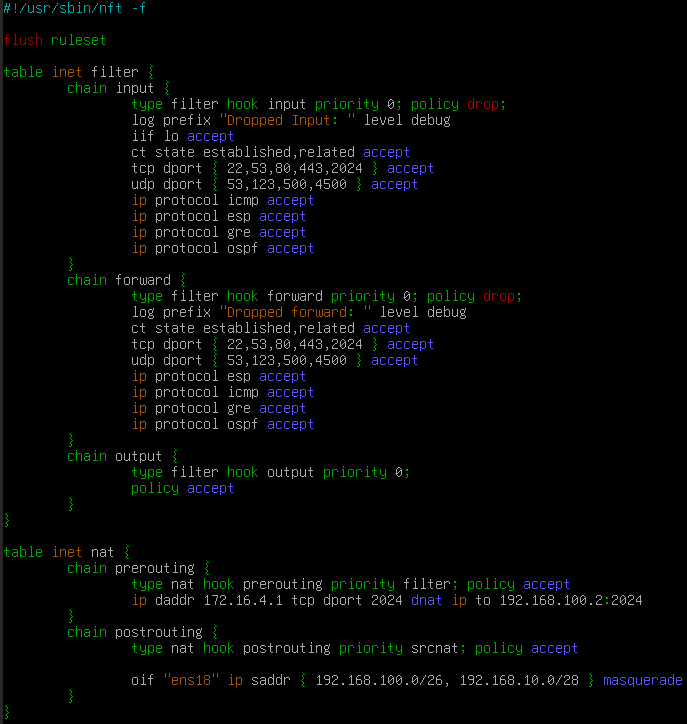 #!/usr/sbin/nft -f

flush ruleset

table inet filter {
        chain input {
                type filter hook input priority 0; policy drop;
                log prefix "Dropped Input: " level debug
                iif lo accept
                ct state established,related accept
                tcp dport { 22,53,80,443,2024 } accept
                udp dport { 53,123,500,4500 } accept
                ip protocol icmp accept
                ip protocol esp accept
                ip protocol gre accept
                ip protocol ospf accept
        }
        chain forward {
                type filter hook forward priority 0; policy drop;
                log prefix "Dropped forward: " level debug
                ct state established,related accept
                tcp dport { 22,53,80,443,2024 } accept
                udp dport { 53,123,500,4500 } accept
                ip protocol esp accept
                ip protocol icmp accept
                ip protocol gre accept
                ip protocol ospf accept
        }
        chain output {
                type filter hook output priority 0;
                policy accept
        }
}

table inet nat {
        chain prerouting {
                type nat hook prerouting priority filter; policy accept
                ip daddr 172.16.4.1 tcp dport 2024 dnat ip to 192.168.100.2:2024
        }
        chain postrouting {
                type nat hook postrouting priority srcnat; policy accept

                oif "ens18" ip saddr { 192.168.100.0/26, 192.168.10.0/28 } masquerade
        }
}